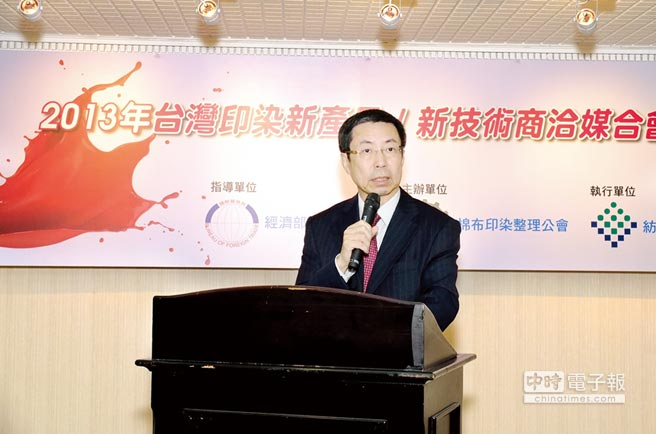 2013年台灣印染新產品/新技術商洽媒合會
指導單位
主辦單位
執行單位
BUREAU OF FOREIGN TRADE
經濟部
棉布印染整理公會
紡
中時電子報
chinatimes.com